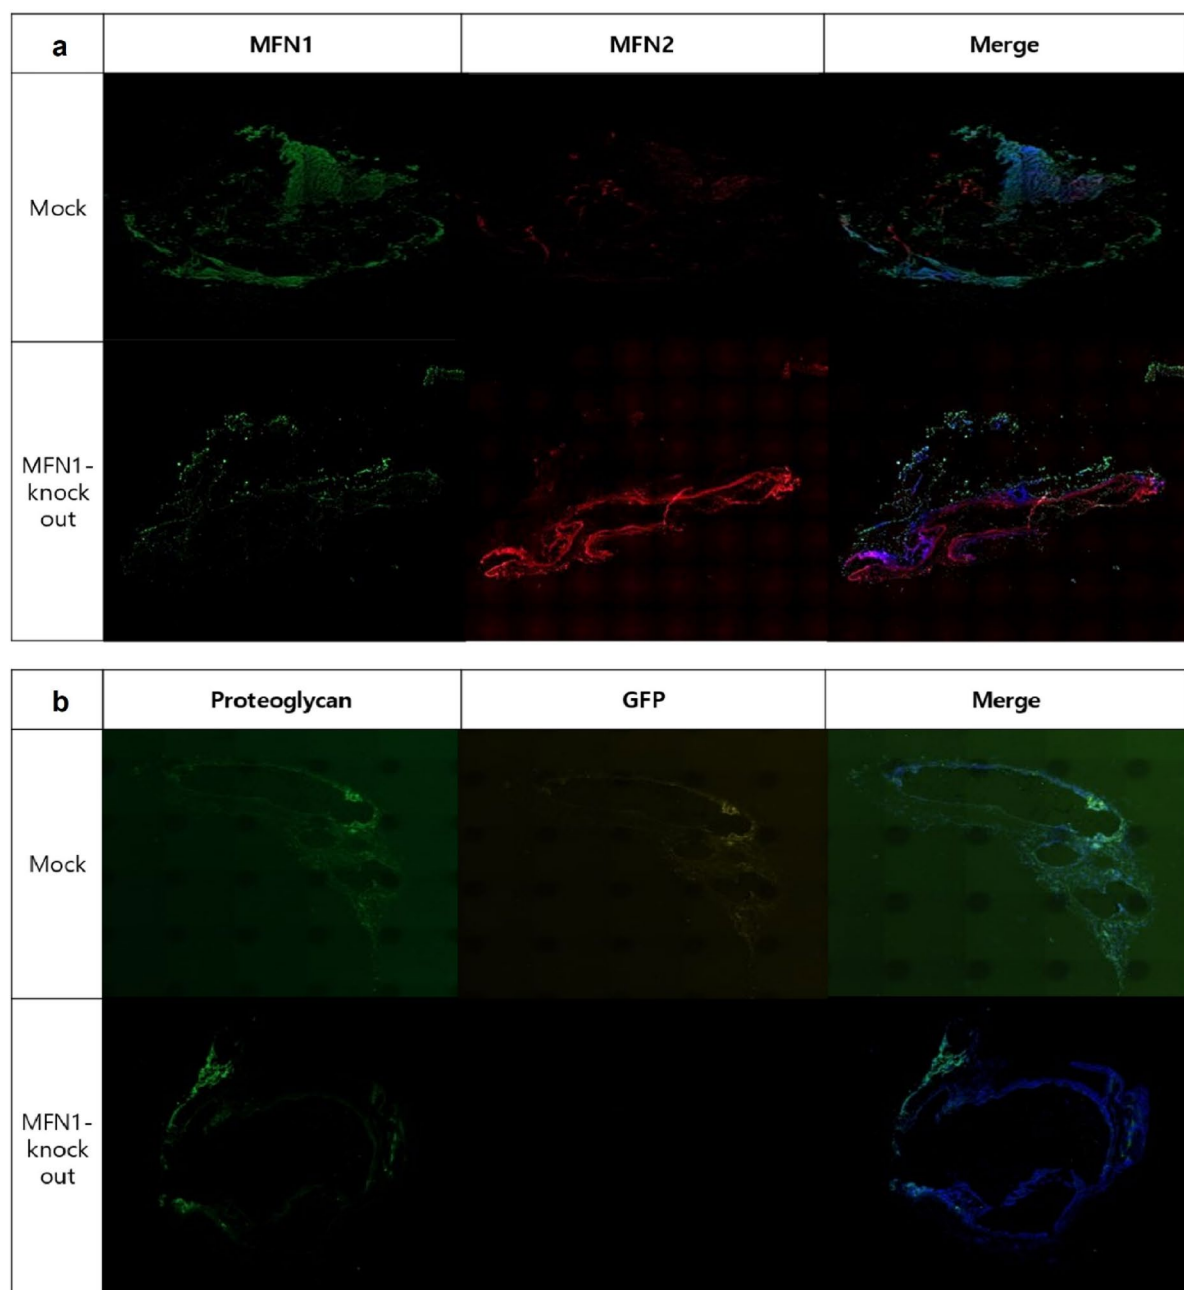 a MFN1 MFN2 Merge
Mock
MFN1-
knock
out
b Proteoglycan GFP Merge
Mock
MFN1-
knock
out